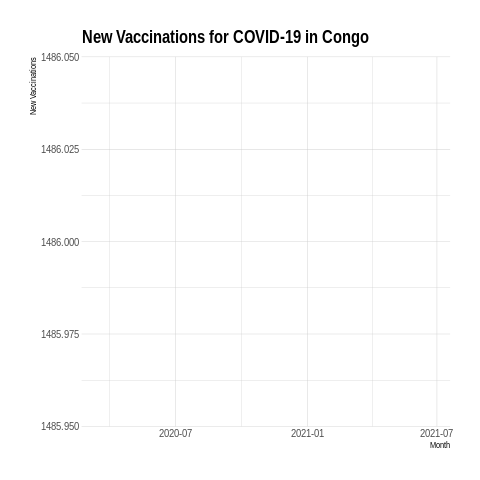 New Vaccinations for COVID-19 in Congo
New Vaccinations
1486.050
1486.025
1486.000
1485.975
1485.950
2020-07 2021-01 2021-07
Month